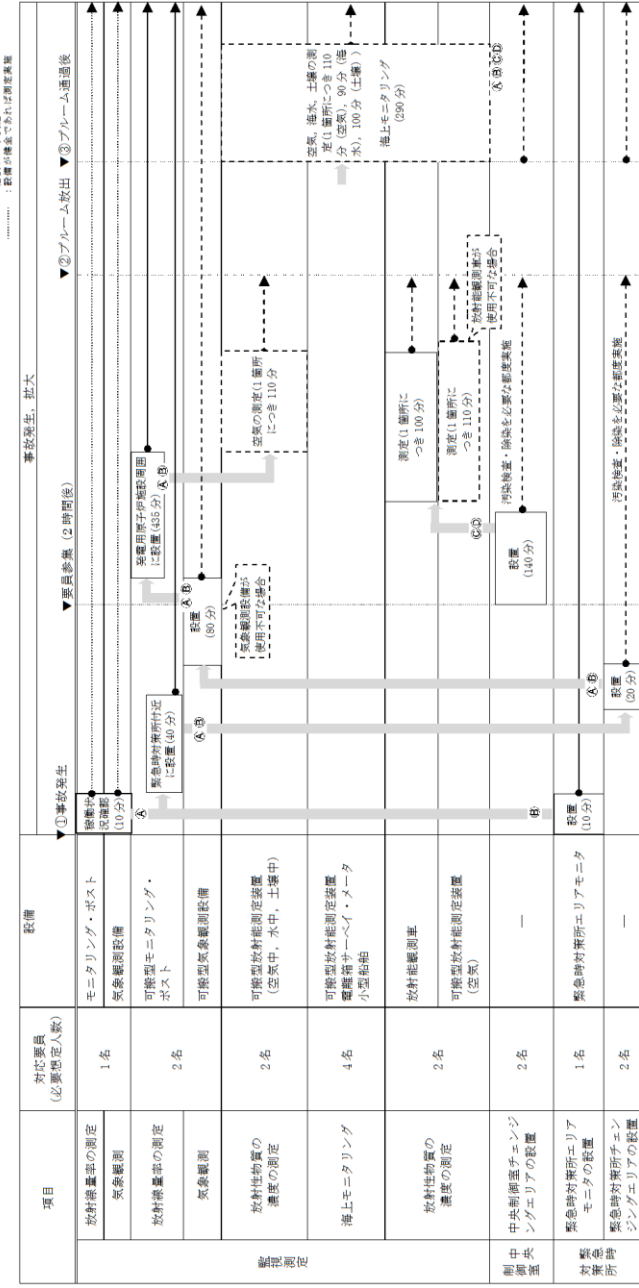 ：設備が健全であれば測定実施
項目
対応要員
(必要想定人数)
設備
事故発生，拡大
▼①事故発生
▼要員参集（2時間後）
▼②プルーム放出
▼③プルーム通過後
監視測定
放射線量率の測定
1名
モニタリング・ポスト
稼働状
況確認
(10分)
気象観測
気象観測設備
放射線量率の測定
2名
可搬型モニタリング・
ポスト
Ⓐ
緊急時対策所付近
に設置(40分)
発電用原子炉施設周囲
に設置(435分)
ⒶⒷ
気象観測
可搬型気象観測設備
ⒶⒷ
設置
(80分)
ⒶⒷ
気象観測設備が
使用不可な場合
放射性物質の
濃度の測定
2名
可搬型放射能測定装置
(空気中，水中，土壌中)
空気の測定(1箇所
につき110分
空気，海水，土壌の測
定(1箇所につき110
分（空気），90分（海
水），100分（土壌））
海上モニタリング
4名
可搬型放射能測定装置
電離箱サーベイ・メータ
小型船舶
海上モニタリング
(290分)
放射性物質の
濃度の測定
2名
放射能観測車
測定(1箇所に
つき100分)
可搬型放射能測定装置
(空気)
測定(1箇所に
つき110分)
放射能観測車が
使用不可な場合
ⒸⒹ
ⒶⒷⒸⒹ
中央
制御室
中央制御室チェンジ
ングエリアの設置
2名
―
Ⓑ
設置
(140分)
汚染検査・除染を必要な都度実施
緊急時
対策所
緊急時対策所エリア
モニタの設置
1名
緊急時対策所エリアモニタ
設置
(10分)
ⒶⒷ
緊急時対策所チェン
ジングエリアの設置
2名
―
設置
(20分)
汚染検査・除染を必要な都度実施